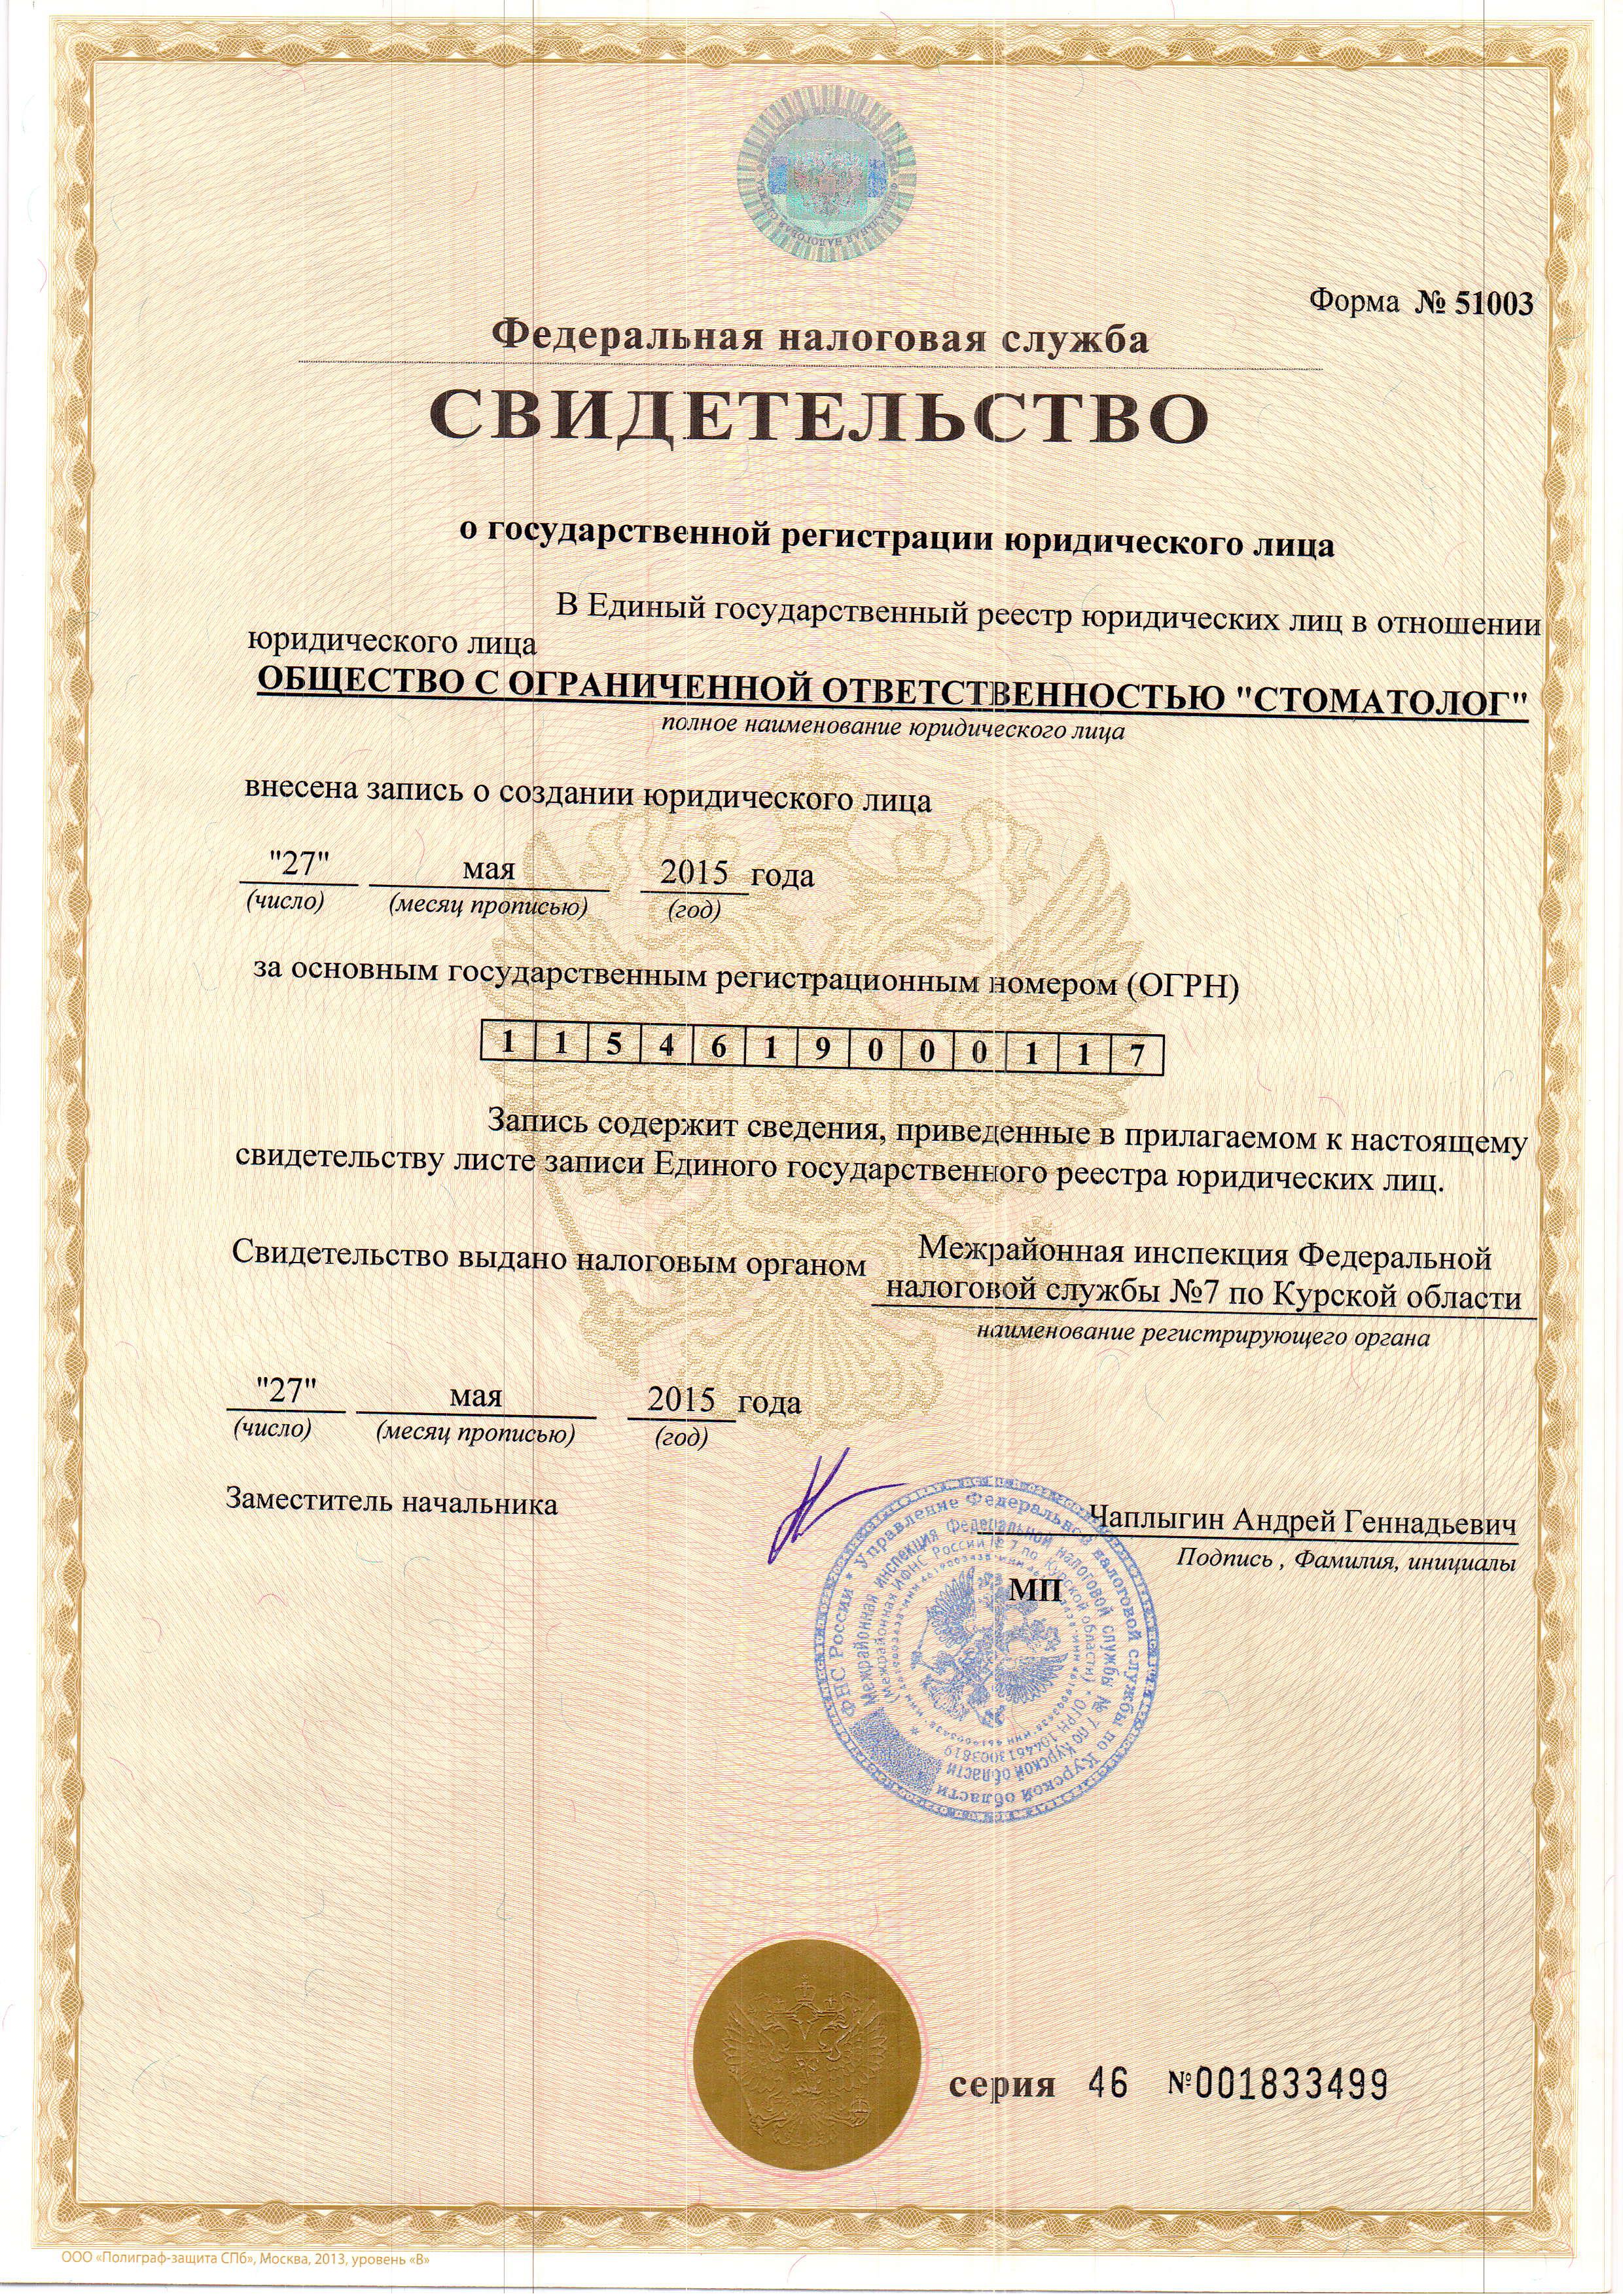 Форма № 51003
Федеральная налоговая служба
СВИДЕТЕЛЬСТВО
о государственной регистрации юридического лица
В Единый государственный реестр юридических лиц в отношении
юридического лица
ОБЩЕСТВО С ОГРАНИЧЕННОЙ ОТВЕТСТВЕННОСТЬЮ "СТОМАТОЛОГ"
полное наименование юридического лица
внесена запись о создании юридического лица
"27" мая 2015 года
(число) (месяц прописью) (год)
за основным государственным регистрационным номером (ОГРН)
1 1 5 4 6 1 9 0 0 0 1 1 7
Запись содержит сведения, приведенные в прилагаемом к настоящему
свидетельству листе записи Единого государственного реестра юридических лиц.
Свидетельство выдано налоговым органом
Межрайонная инспекция Федеральной
налоговой службы №7 по Курской области
наименование регистрирующего органа
"27" мая 2015 года
(число) (месяц прописью) (год)
Заместитель начальника
Чаплыгин Андрей Геннадьевич
Подпись , Фамилия, инициалы
МП
ФНС России * Управление Федеральной налоговой службы по Курской области
Межрайонная инспекция Федеральной налоговой службы № 7 по Курской области
серия 46 №001833499
ООО «Полиграф-защита СПб», Москва, 2013, уровень «В»